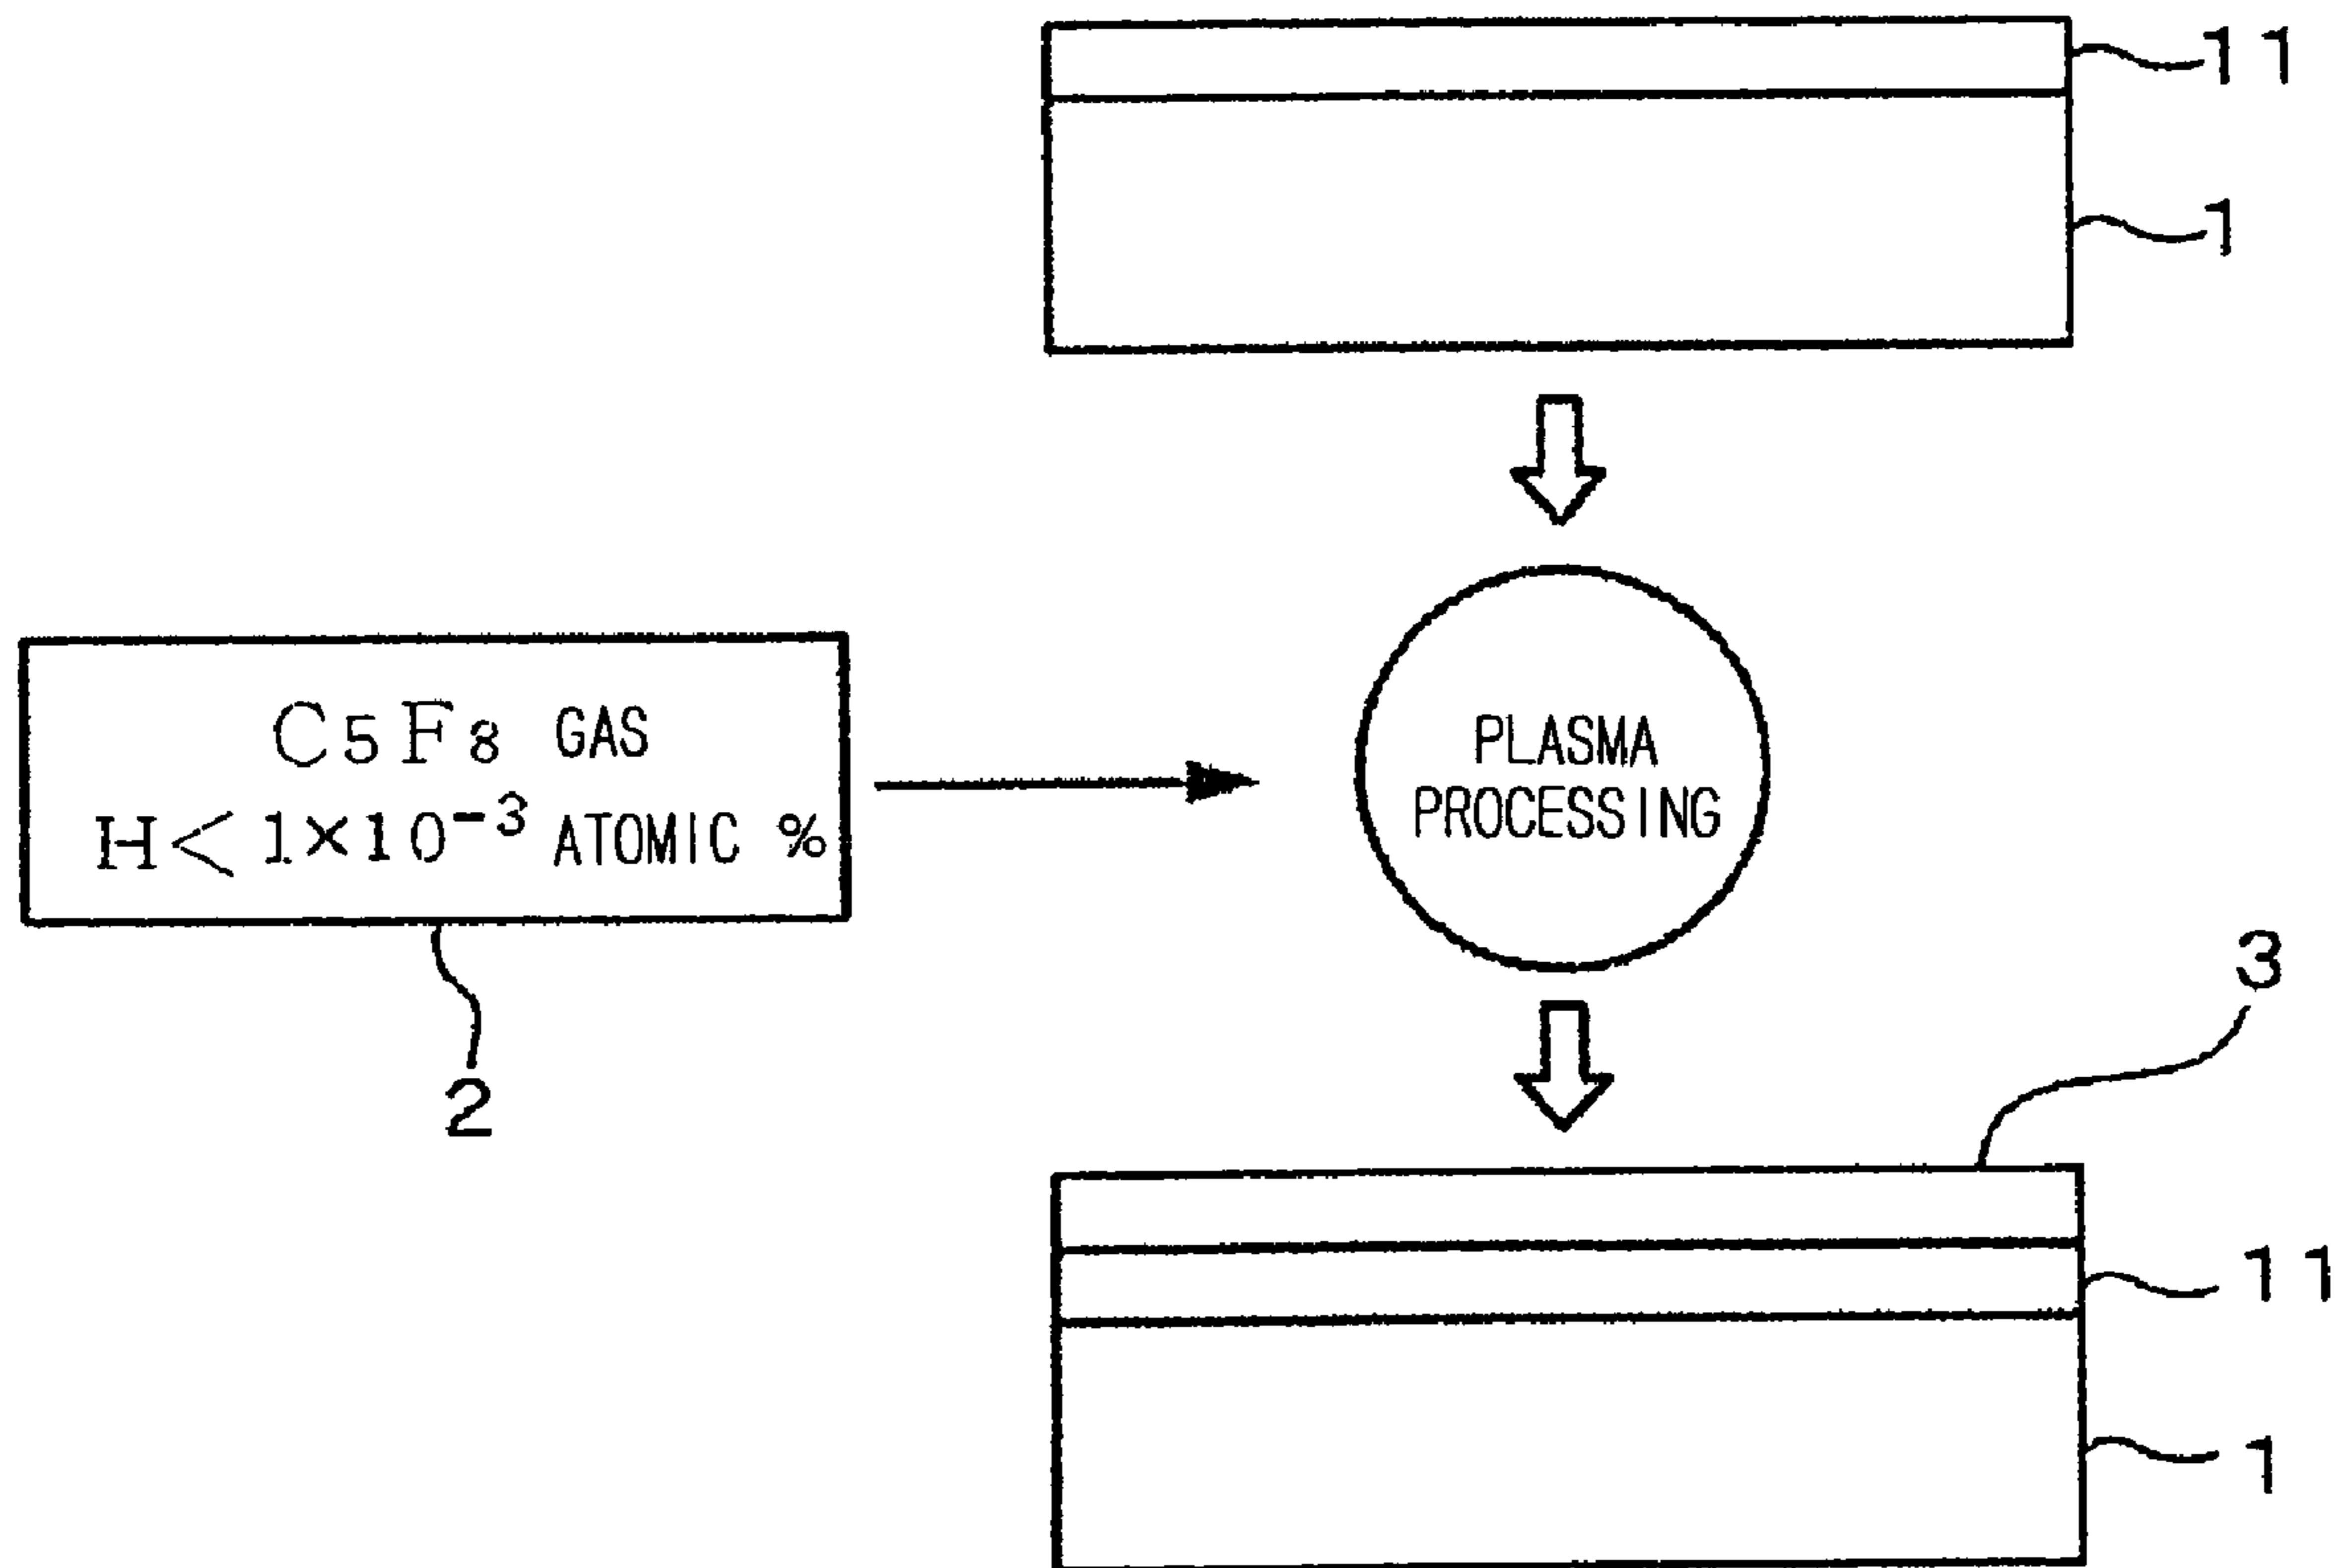 11
1
C5F8 GAS
H<1×10⁻³ ATOMIC %
PLASMA
PROCESSING
2
3
11
1